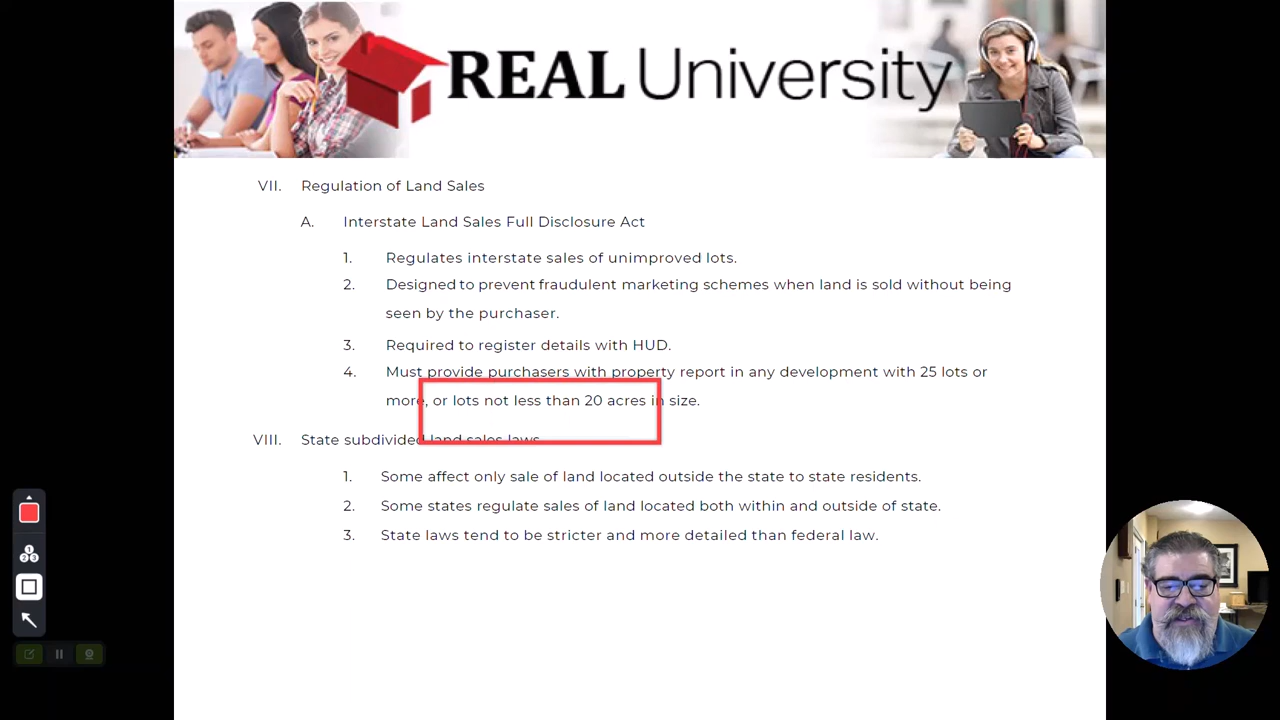 REAL University
VII. Regulation of Land Sales
A. Interstate Land Sales Full Disclosure Act
1. Regulates interstate sales of unimproved lots.
2. Designed to prevent fraudulent marketing schemes when land is sold without being
seen by the purchaser.
3. Required to register details with HUD.
4. Must provide purchasers with property report in any development with 25 lots or
more, or lots not less than 20 acres in size.
VIII. State subdivided land sales laws
1. Some affect only sale of land located outside the state to state residents.
2. Some states regulate sales of land located both within and outside of state.
3. State laws tend to be stricter and more detailed than federal law.